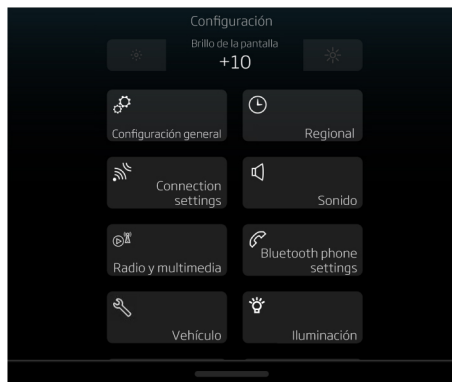 Configuración
Brillo de la pantalla
+10
Configuración general
Regional
Connection
settings
Sonido
Radio y multimedia
Bluetooth phone
settings
Vehículo
Iluminación